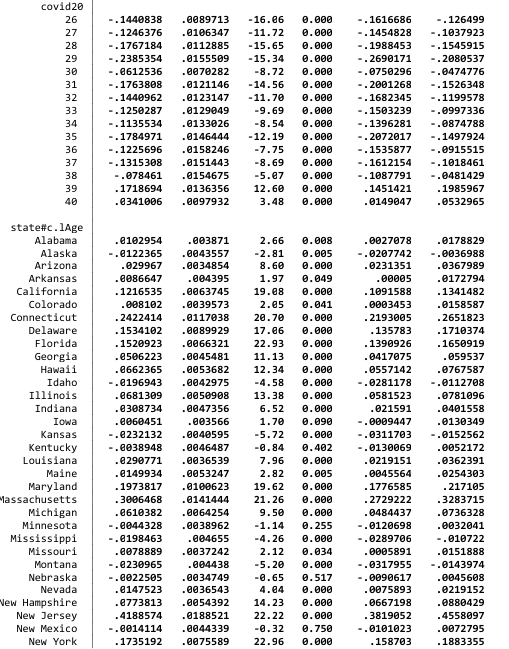 covid20
26 -.1440838 .0089713 -16.06 0.000 -.1616686 -.126499
27 -.1246376 .0106347 -11.72 0.000 -.1454828 -.1037923
28 -.1767184 .0112885 -15.65 0.000 -.1988453 -.1545915
29 -.2385354 .0155509 -15.34 0.000 -.2690171 -.2080537
30 -.0612536 .0070282 -8.72 0.000 -.0750296 -.0474776
31 -.1763808 .0121146 -14.56 0.000 -.2001268 -.1526348
32 -.1440962 .0123147 -11.70 0.000 -.1682345 -.1199578
33 -.1250287 .0129049 -9.69 0.000 -.1503239 -.0997336
34 -.1135534 .0133026 -8.54 0.000 -.1396281 -.0874788
35 -.1784971 .0146444 -12.19 0.000 -.2072017 -.1497924
36 -.1225696 .0158246 -7.75 0.000 -.1535877 -.0915515
37 -.1315308 .0151443 -8.69 0.000 -.1612154 -.1018461
38 -.078461 .0154675 -5.07 0.000 -.1087791 -.0481429
39 .1718694 .0136356 12.60 0.000 .1451421 .1985967
40 .0341006 .0097932 3.48 0.000 .0149047 .0532965
state#c.lAge
Alabama .0102954 .003871 2.66 0.008 .0027078 .0178829
Alaska -.0122365 .0043557 -2.81 0.005 -.0207742 -.0036988
Arizona .029967 .0034854 8.60 0.000 .0231351 .0367989
Arkansas .0086647 .004395 1.97 0.049 .00005 .0172794
California .1216535 .0063745 19.08 0.000 .1091588 .1341482
Colorado .008102 .0039573 2.05 0.041 .0003453 .0158587
Connecticut .2422414 .0117038 20.70 0.000 .2193005 .2651823
Delaware .1534102 .0089929 17.06 0.000 .135783 .1710374
Florida .1520923 .0066321 22.93 0.000 .1390926 .1650919
Georgia .0506223 .0045481 11.13 0.000 .0417075 .059537
Hawaii .0662365 .0053682 12.34 0.000 .0557142 .0767587
Idaho -.0196943 .0042975 -4.58 0.000 -.0281178 -.0112708
Illinois .0681309 .0050908 13.38 0.000 .0581523 .0781096
Indiana .0308734 .0047356 6.52 0.000 .021591 .0401558
Iowa .0060451 .003566 1.70 0.090 -.0009447 .0130349
Kansas -.0232132 .0040595 -5.72 0.000 -.0311703 -.0152562
Kentucky -.0038948 .0046487 -0.84 0.402 -.0130069 .0052172
Louisiana .0290771 .0036539 7.96 0.000 .0219151 .0362391
Maine .0149934 .0053247 2.82 0.005 .0045564 .0254303
Maryland .1973817 .0100623 19.62 0.000 .1776585 .217105
Massachusetts .3006468 .0141444 21.26 0.000 .2729222 .3283715
Michigan .0610382 .0064254 9.50 0.000 .0484437 .0736328
Minnesota -.0044328 .0038962 -1.14 0.255 -.0120698 .0032041
Mississippi -.0198463 .004655 -4.26 0.000 -.0289706 -.010722
Missouri .0078889 .0037242 2.12 0.034 .0005891 .0151888
Montana -.0230965 .004438 -5.20 0.000 -.0317955 -.0143974
Nebraska -.0022505 .0034749 -0.65 0.517 -.0090617 .0045608
Nevada .0147523 .0036543 4.04 0.000 .0075893 .0219152
New Hampshire .0773813 .0054392 14.23 0.000 .0667198 .0880429
New Jersey .4188574 .0188521 22.22 0.000 .3819050 .4558097
New Mexico -.0014114 .0044339 -0.32 0.750 -.0101023 .0072795
New York .1735192 .0075589 22.96 0.000 .158703 .1883355